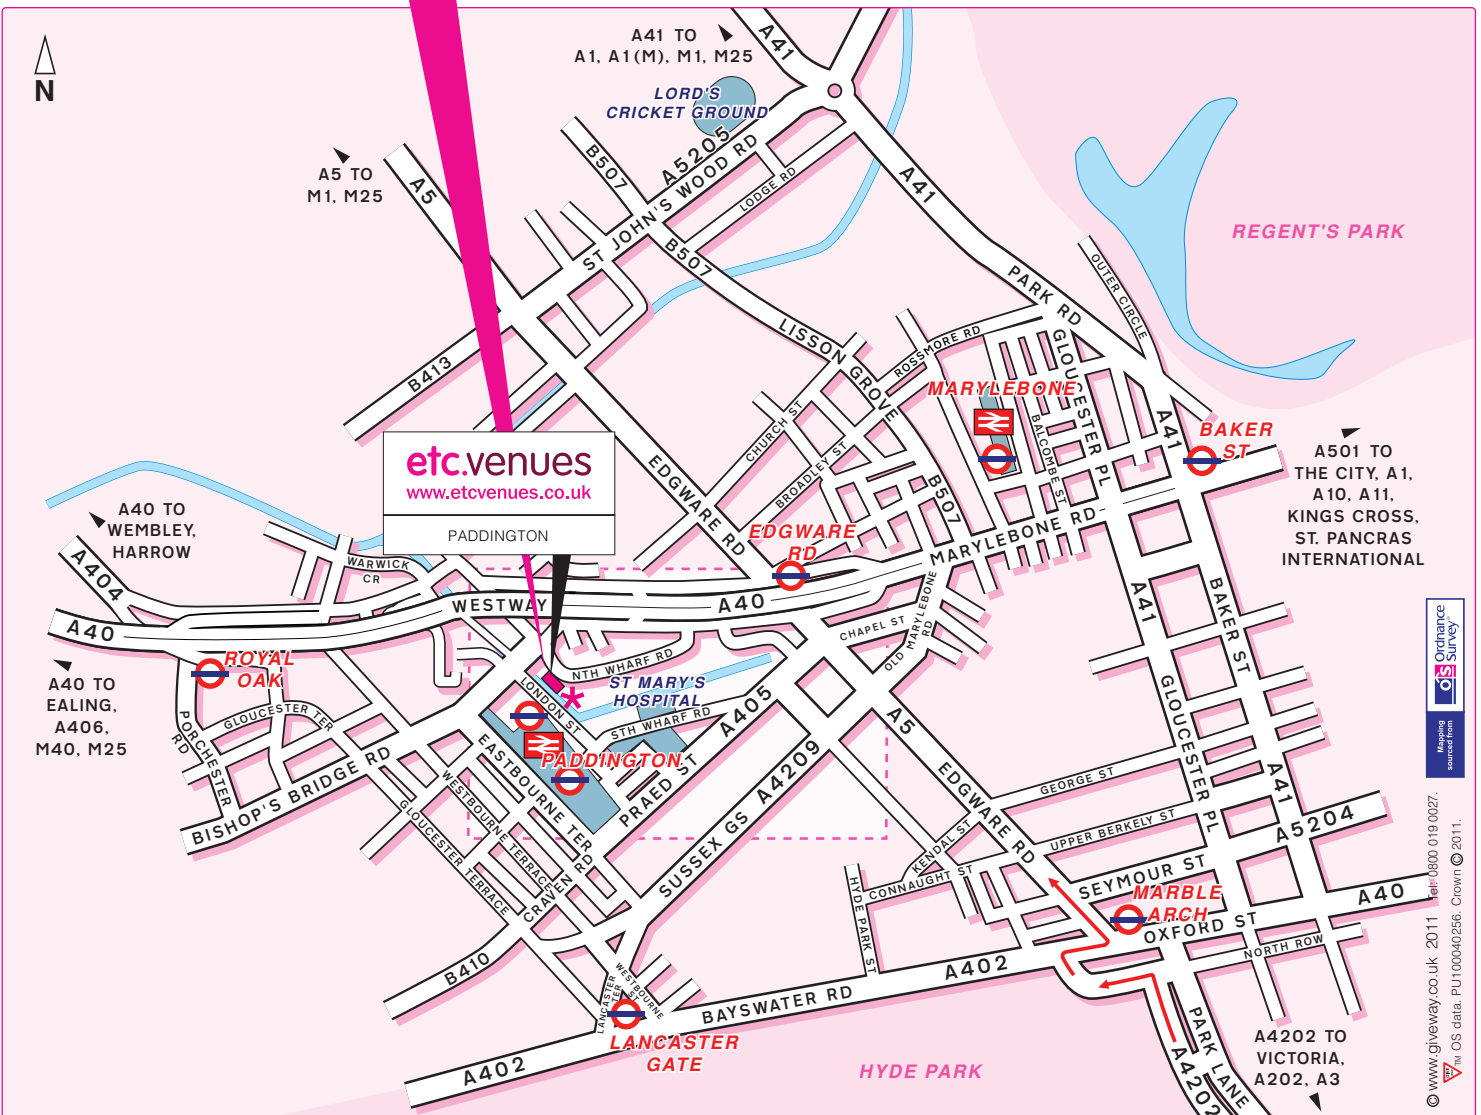 N
A41 TO
A1, A1(M), M1, M25
A41
LORD'S
CRICKET GROUND
A5205
ST JOHN'S WOOD RD
LODGE RD
B507
A5 TO
M1, M25
A5
A41
REGENT'S PARK
B507
OUTER CIRCLE
PARK RD
LISSON GROVE
ROSSMORE RD
B413
GLOUCESTER PL
MARYLEBONE
BALCOMBE ST
A41
BAKER
ST
A501 TO
THE CITY, A1,
A10, A11,
KINGS CROSS,
ST. PANCRAS
INTERNATIONAL
CHURCH ST
BROADLEY ST
etc.venues
www.etcvenues.co.uk
PADDINGTON
EDGWARE RD
B507
EDGWARE
RD
MARYLEBONE RD
A40 TO
WEMBLEY,
HARROW
A404
WARWICK
CR
WESTWAY
A40
A40
CHAPEL ST
OLD MARYLEBONE
RD
A41
BAKER ST
ROYAL
OAK
A40 TO
EALING,
A406,
M40, M25
NTH WHARF RD
ST MARY'S
HOSPITAL
LONDON ST
STH WHARF RD
A405
A5
GLOUCESTER PL
PORCHESTER
RD
GLOUCESTER TER
BISHOP'S BRIDGE RD
PADDINGTON
PRAED ST
EASTBOURNE TER
WESTBOURNE TERRACE
GLOUCESTER TERRACE
CRAVEN RD
SUSSEX GS
A4209
EDGWARE RD
GEORGE ST
A41
UPPER BERKELY ST
A5204
KENDAL ST
CONNAUGHT ST
SEYMOUR ST
HYDE PARK ST
MARBLE
ARCH
A40
OXFORD ST
NORTH ROW
B410
A402
BAYSWATER RD
WESTBOURNE
ST
LANCASTER
TER
LANCASTER
GATE
A402
HYDE PARK
PARK LANE
A4202
A4202 TO
VICTORIA,
A202, A3
Ordnance
Survey®
Mapping
sourced from
© www.giveway.co.uk 2011 Tel: 0800 019 0027.
TM OS data. PU100040256. Crown © 2011.